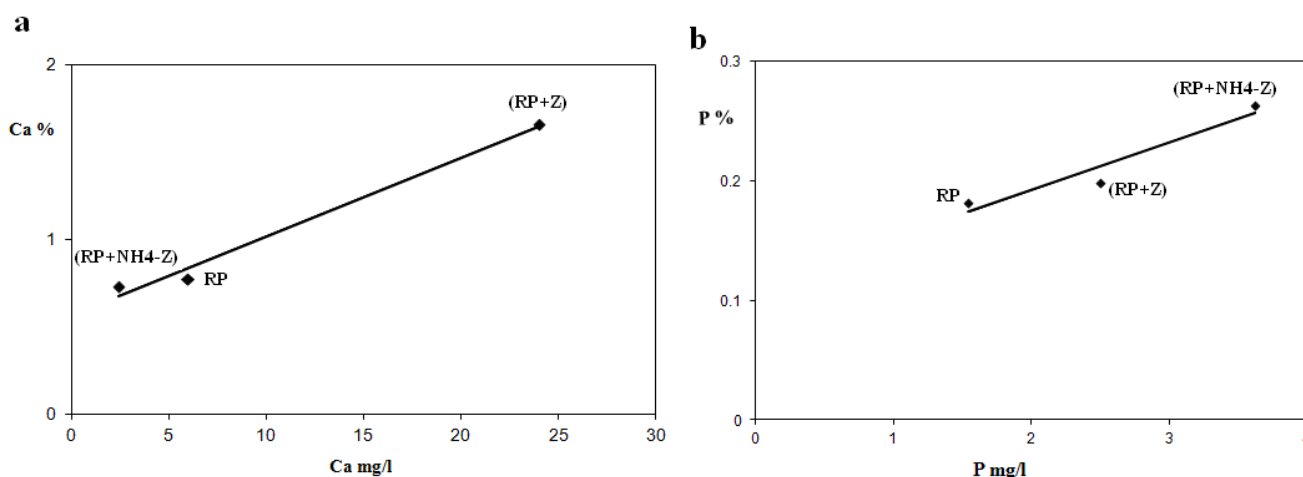 a
2
Ca %
(RP+Z)
1
(RP+NH4-Z)
RP
0
0 5 10 15 20 25 30
Ca mg/l
b
0.3
P %
(RP+NH4-Z)
0.2
RP
(RP+Z)
0.1
0
0 1 2 3
P mg/l